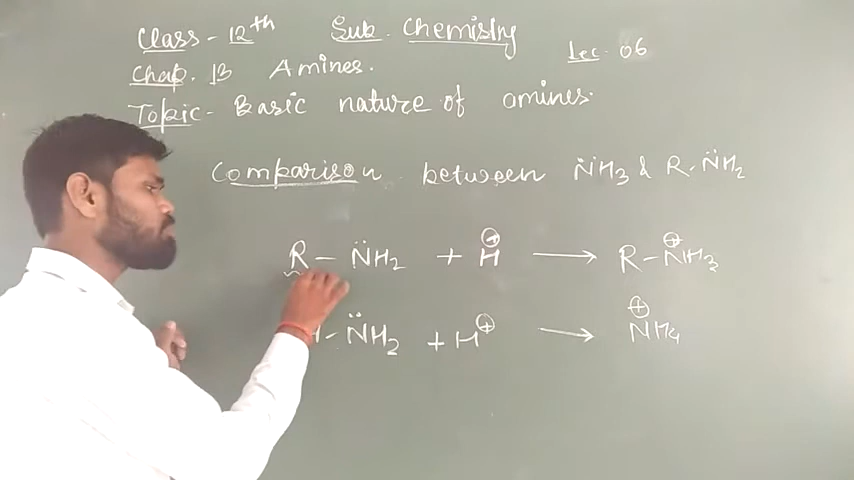 Class - 12th Sub. Chemistry
Chap. 13 Amines. Lec. 06
Topic - Basic nature of amines.
Comparison between N̈H3 & R-N̈H2
R – N̈H2 + H⊕ ⟶ R – N⊕H3
H – N̈H2 + H⊕ ⟶ N⊕H4